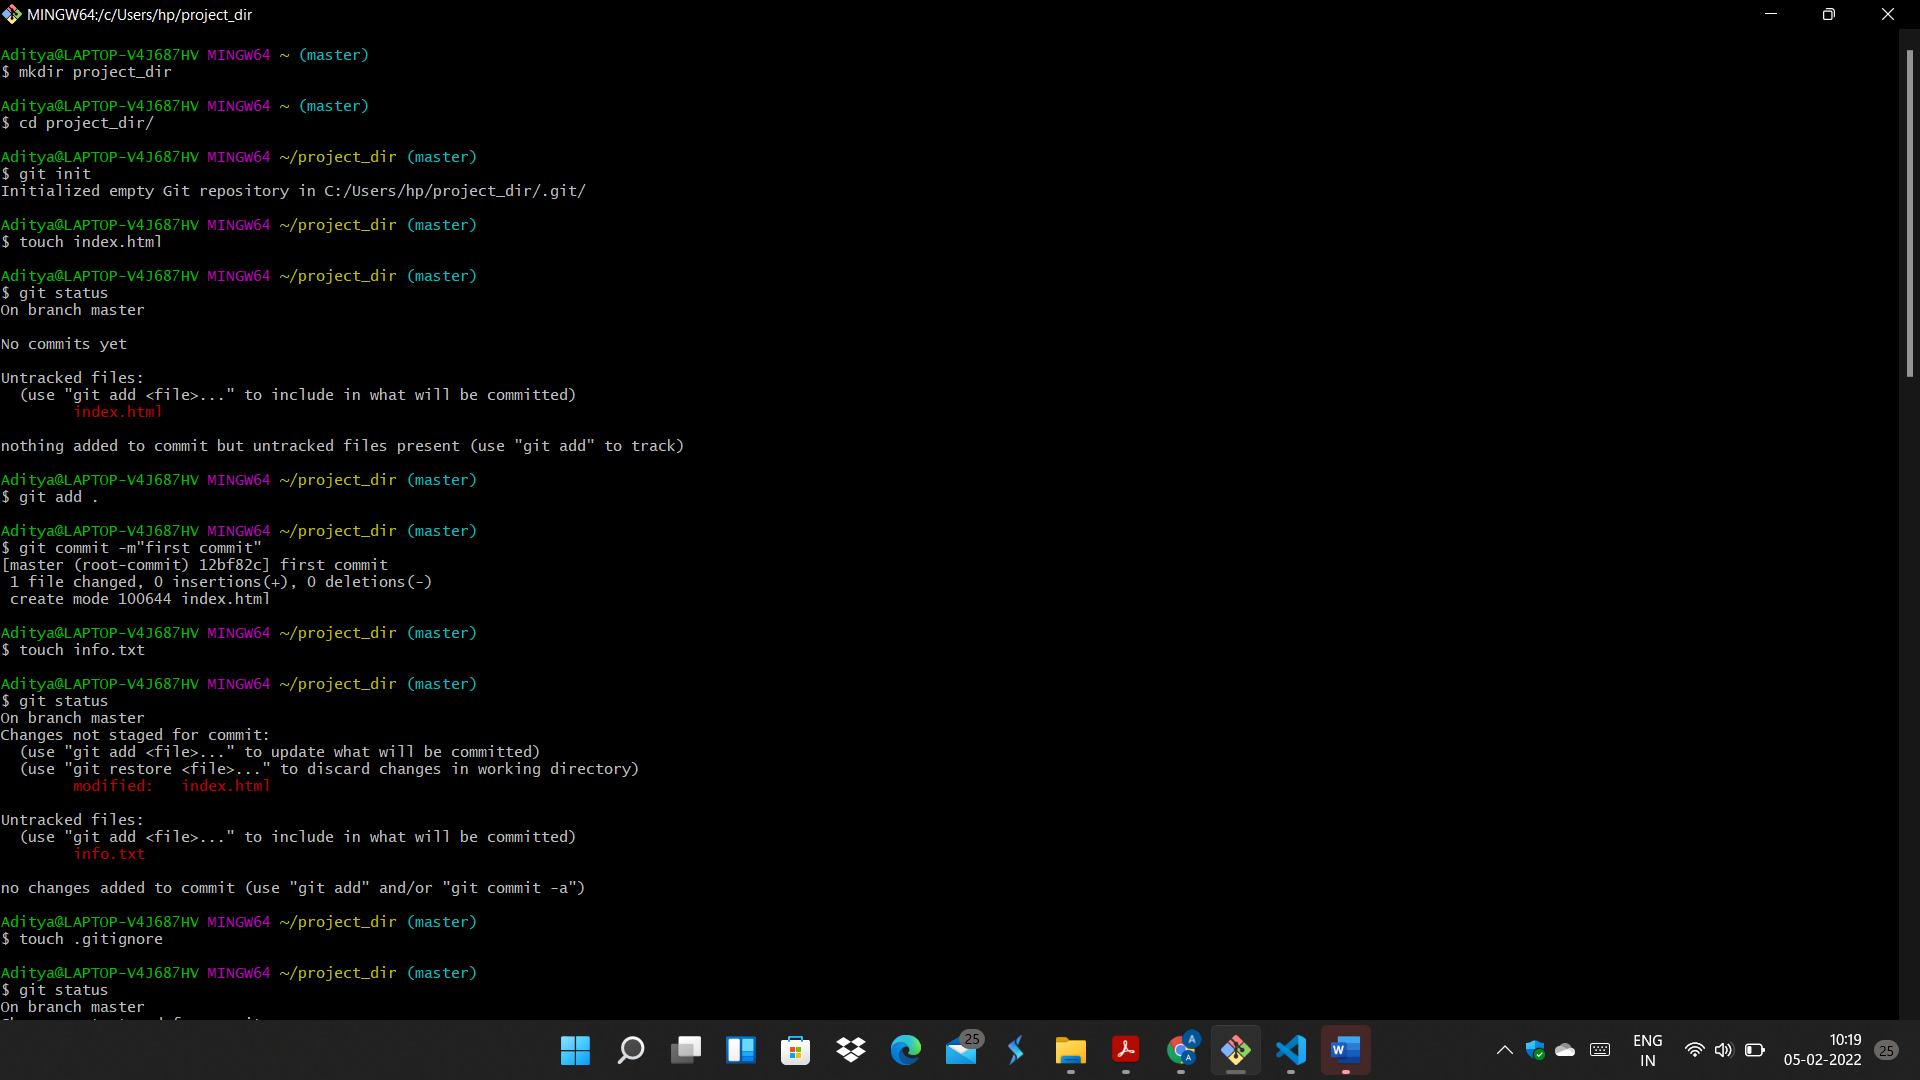 MINGW64:/c/Users/hp/project_dir
Aditya@LAPTOP-V4J687HV MINGW64 ~ (master)
$ mkdir project_dir
Aditya@LAPTOP-V4J687HV MINGW64 ~ (master)
$ cd project_dir/
Aditya@LAPTOP-V4J687HV MINGW64 ~/project_dir (master)
$ git init
Initialized empty Git repository in C:/Users/hp/project_dir/.git/
Aditya@LAPTOP-V4J687HV MINGW64 ~/project_dir (master)
$ touch index.html
Aditya@LAPTOP-V4J687HV MINGW64 ~/project_dir (master)
$ git status
On branch master
No commits yet
Untracked files:
  (use "git add <file>..." to include in what will be committed)
        index.html
nothing added to commit but untracked files present (use "git add" to track)
Aditya@LAPTOP-V4J687HV MINGW64 ~/project_dir (master)
$ git add .
Aditya@LAPTOP-V4J687HV MINGW64 ~/project_dir (master)
$ git commit -m"first commit"
[master (root-commit) 12bf82c] first commit
 1 file changed, 0 insertions(+), 0 deletions(-)
 create mode 100644 index.html
Aditya@LAPTOP-V4J687HV MINGW64 ~/project_dir (master)
$ touch info.txt
Aditya@LAPTOP-V4J687HV MINGW64 ~/project_dir (master)
$ git status
On branch master
Changes not staged for commit:
  (use "git add <file>..." to update what will be committed)
  (use "git restore <file>..." to discard changes in working directory)
        modified:   index.html
Untracked files:
  (use "git add <file>..." to include in what will be committed)
        info.txt
no changes added to commit (use "git add" and/or "git commit -a")
Aditya@LAPTOP-V4J687HV MINGW64 ~/project_dir (master)
$ touch .gitignore
Aditya@LAPTOP-V4J687HV MINGW64 ~/project_dir (master)
$ git status
On branch master
25
A
A
W
ENG
IN
10:19
05-02-2022
25